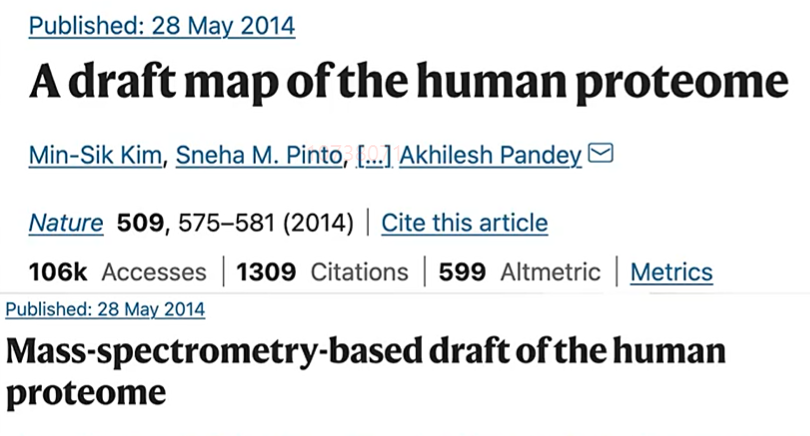 Published: 28 May 2014
A draft map of the human proteome
Min-Sik Kim, Sneha M. Pinto, [...] Akhilesh Pandey
Nature 509, 575–581 (2014) | Cite this article
106k Accesses | 1309 Citations | 599 Altmetric | Metrics
Published: 28 May 2014
Mass-spectrometry-based draft of the human
proteome